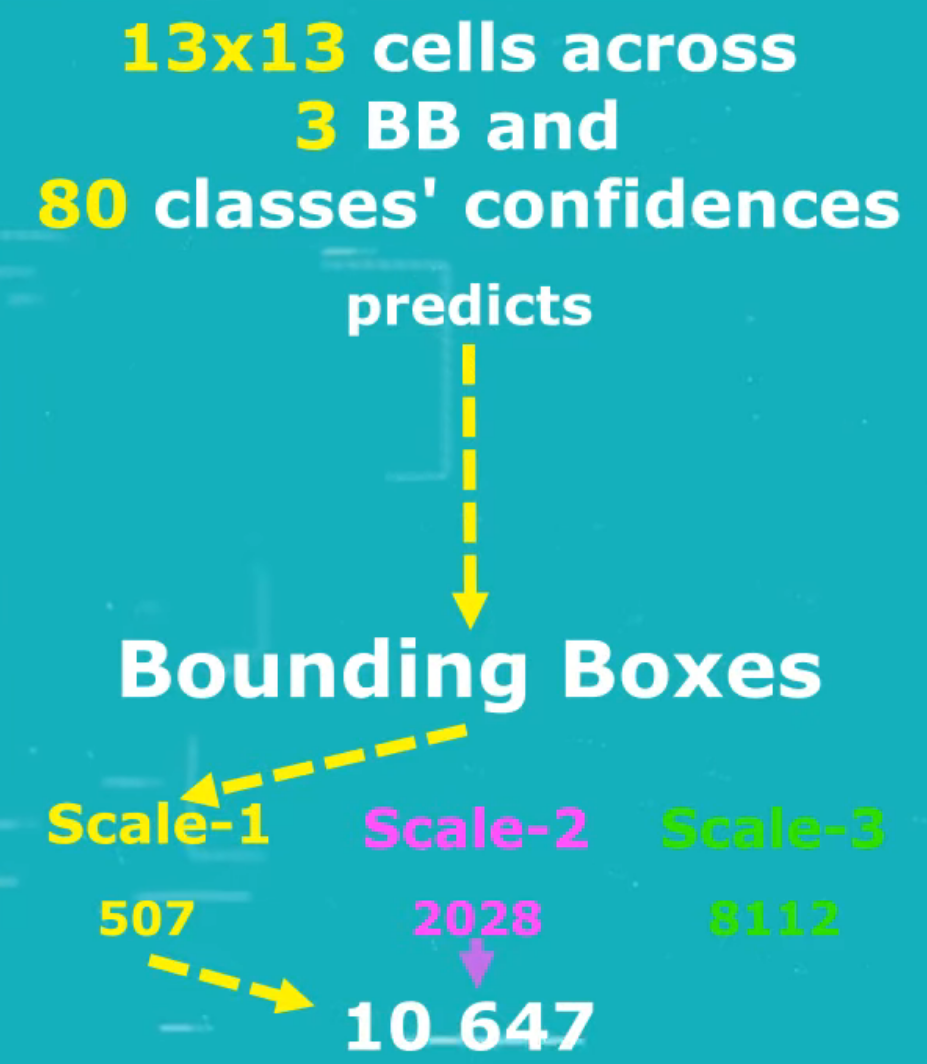 13x13 cells across
3 BB and
80 classes' confidences
predicts
Bounding Boxes
Scale-1 Scale-2 Scale-3
507 2028 8112
10 647